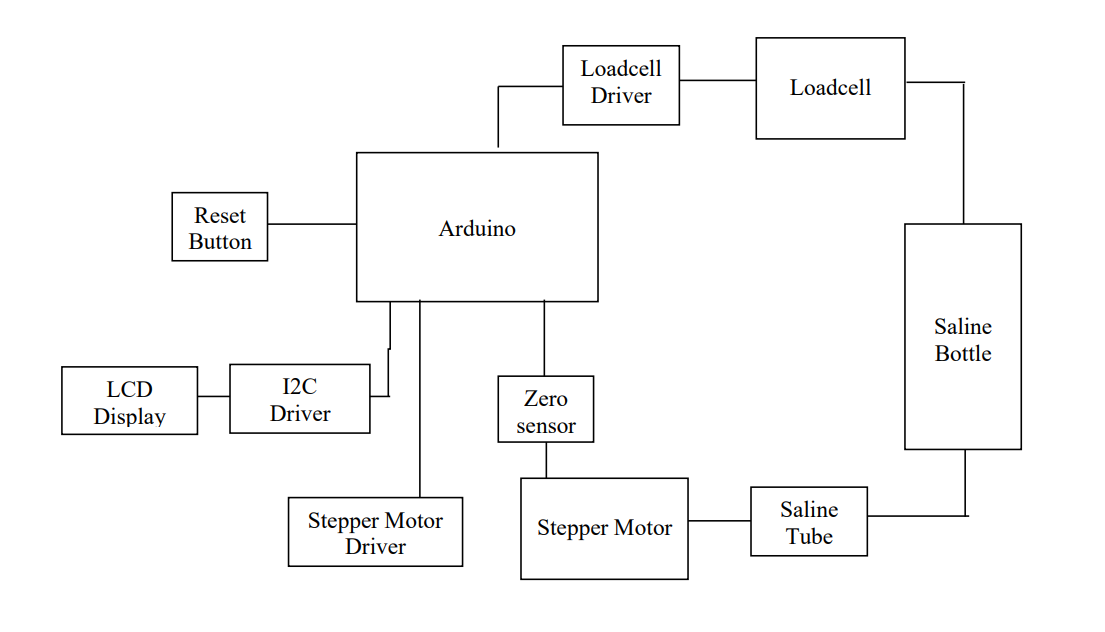 Loadcell
Driver
Loadcell
Reset
Button
Arduino
Saline
Bottle
LCD
Display
I2C
Driver
Zero
sensor
Stepper Motor
Driver
Stepper Motor
Saline
Tube